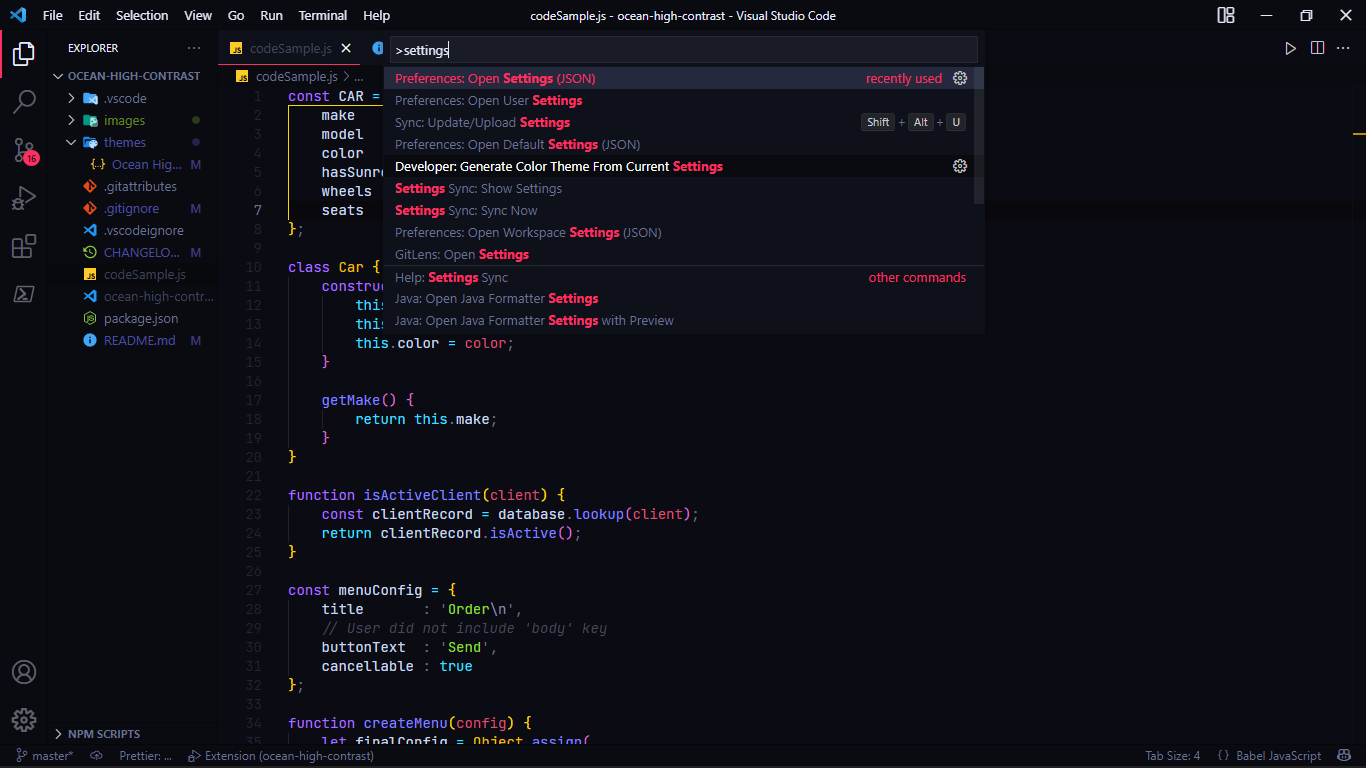 File Edit Selection View Go Run Terminal Help codeSample.js - ocean-high-contrast - Visual Studio Code
EXPLORER
OCEAN-HIGH-CONTRAST
.vscode
images
themes
Ocean Hig... M
.gitattributes
.gitignore M
.vscodeignore
CHANGELO... M
codeSample.js
ocean-high-contr...
package.json
README.md M
NPM SCRIPTS
16
codeSample.js
codeSample.js > ...
>settings
Preferences: Open Settings (JSON) recently used
Preferences: Open User Settings
Sync: Update/Upload Settings Shift + Alt + U
Preferences: Open Default Settings (JSON)
Developer: Generate Color Theme From Current Settings
Settings Sync: Show Settings
Settings Sync: Sync Now
Preferences: Open Workspace Settings (JSON)
GitLens: Open Settings
Help: Settings Sync other commands
Java: Open Java Formatter Settings
Java: Open Java Formatter Settings with Preview
1 const CAR =
2 make
3 model
4 color
5 hasSunro
6 wheels
7 seats
8 };
9
10 class Car {
11 constru
12 this
13 this
14 this.color = color;
15 }
16
17 getMake() {
18 return this.make;
19 }
20 }
21
22 function isActiveClient(client) {
23 const clientRecord = database.lookup(client);
24 return clientRecord.isActive();
25 }
26
27 const menuConfig = {
28 title : 'Order\n',
29 // User did not include 'body' key
30 buttonText : 'Send',
31 cancellable : true
32 };
33
34 function createMenu(config) {
35 let finalConfig = Object.assign(
master* Prettier: ... Extension (ocean-high-contrast) Tab Size: 4 {} Babel JavaScript